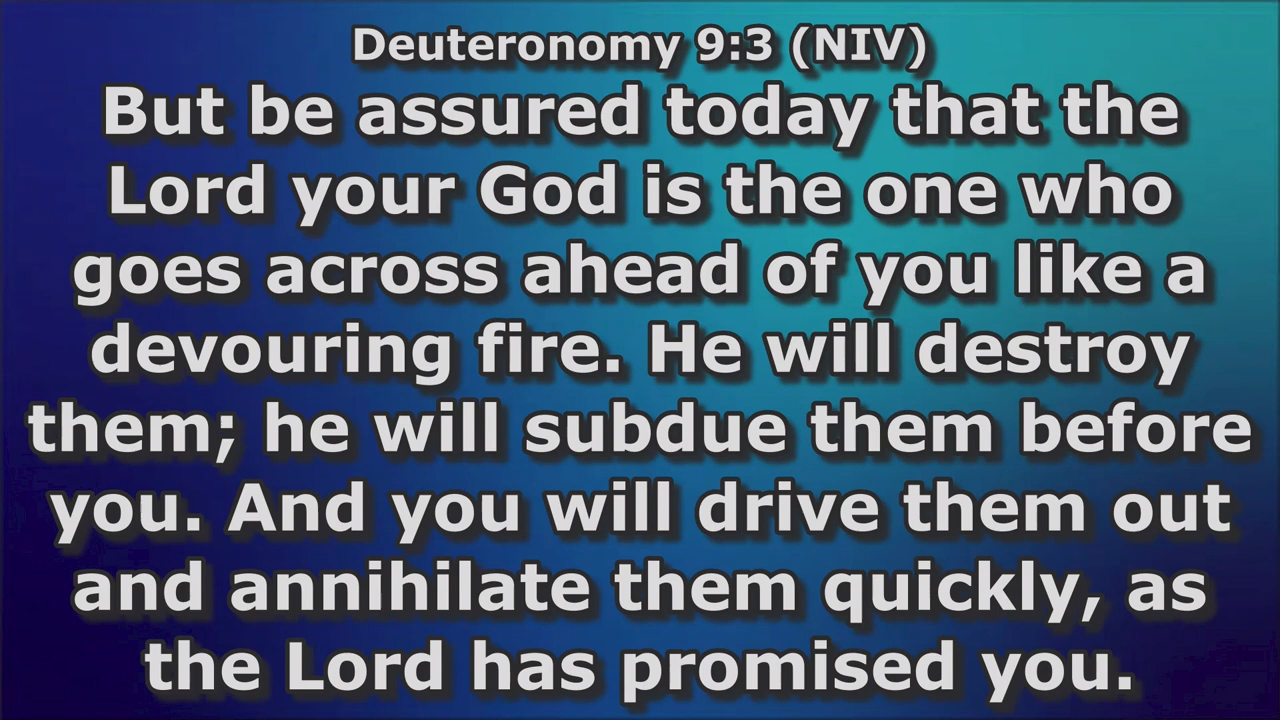 Deuteronomy 9:3 (NIV)
But be assured today that the
Lord your God is the one who
goes across ahead of you like a
devouring fire. He will destroy
them; he will subdue them before
you. And you will drive them out
and annihilate them quickly, as
the Lord has promised you.